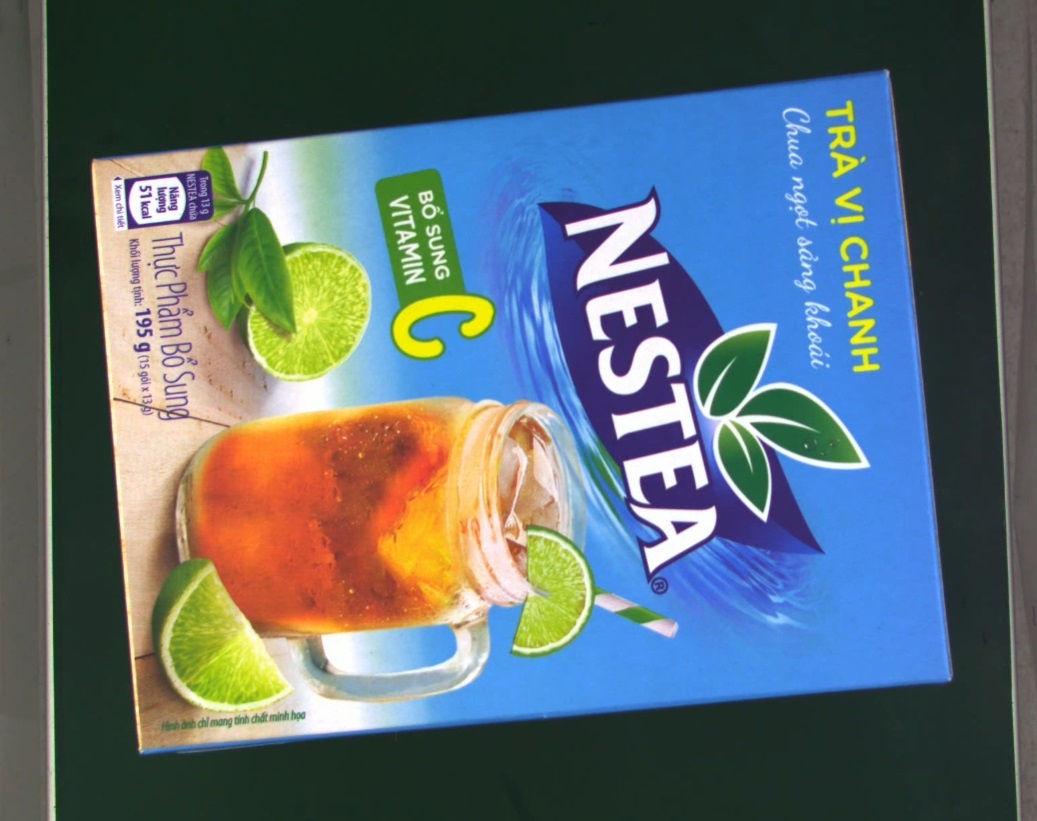 TRÀ VỊ CHANH
Chua ngọt sảng khoái
NESTEA®
BỔ SUNG
VITAMIN
C
Trong 13 g
NESTEA chứa
Năng
lượng
51 kcal
Xem chi tiết
Thực Phẩm Bổ Sung
Khối lượng tịnh: 195 g (15 gói x 13 g)
Hình ảnh chỉ mang tính chất minh họa